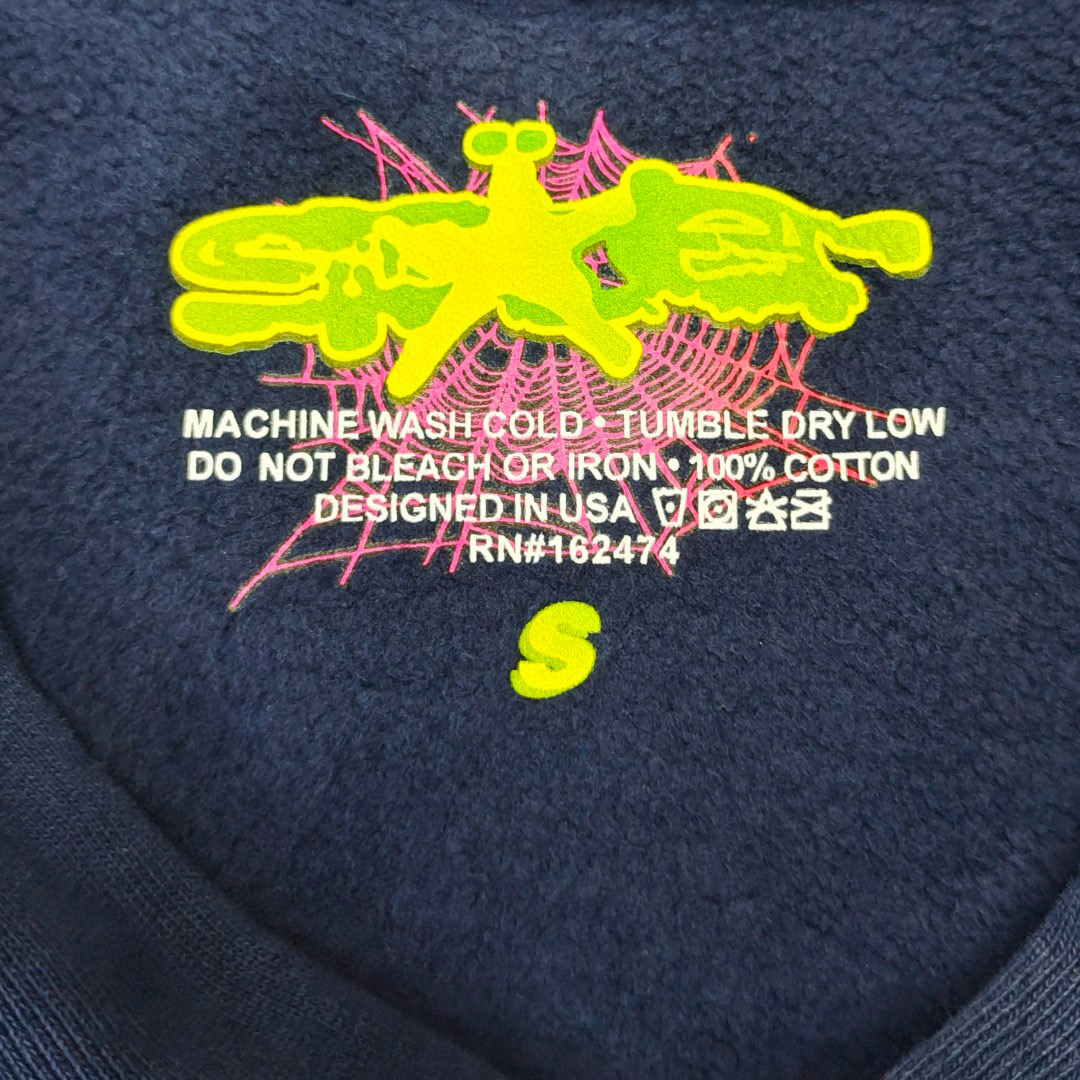 MACHINE WASH COLD • TUMBLE DRY LOW
DO NOT BLEACH OR IRON • 100% COTTON
DESIGNED IN USA
RN#162474
S